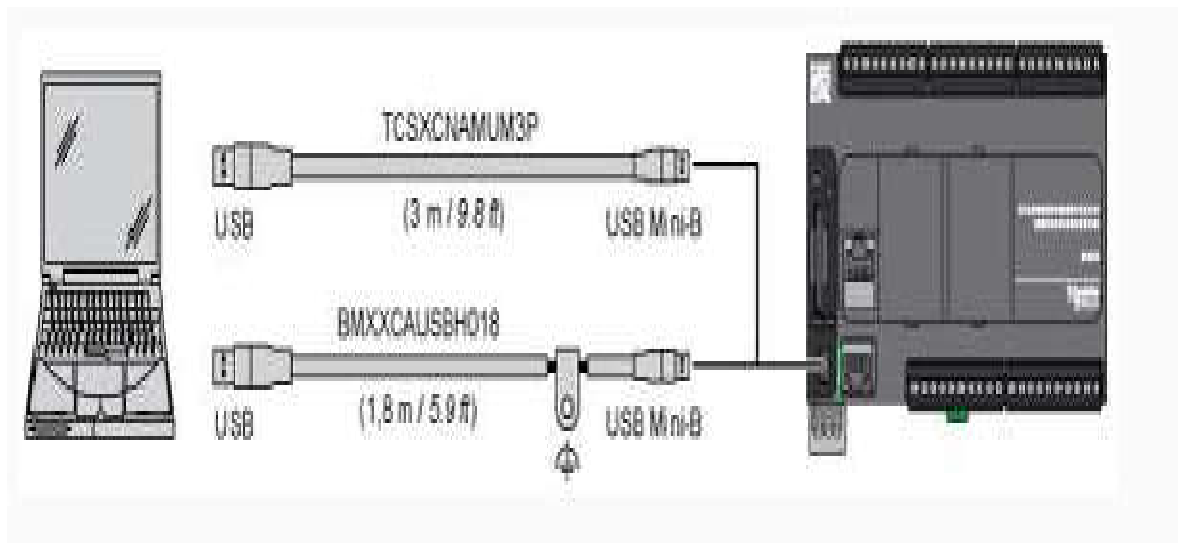 TCSXCNAMUM3P
USB
(3 m / 9.8 ft)
USB Mini-B
BMXXCAUSBH018
USB
(1,8 m / 5.9 ft)
USB Mini-B